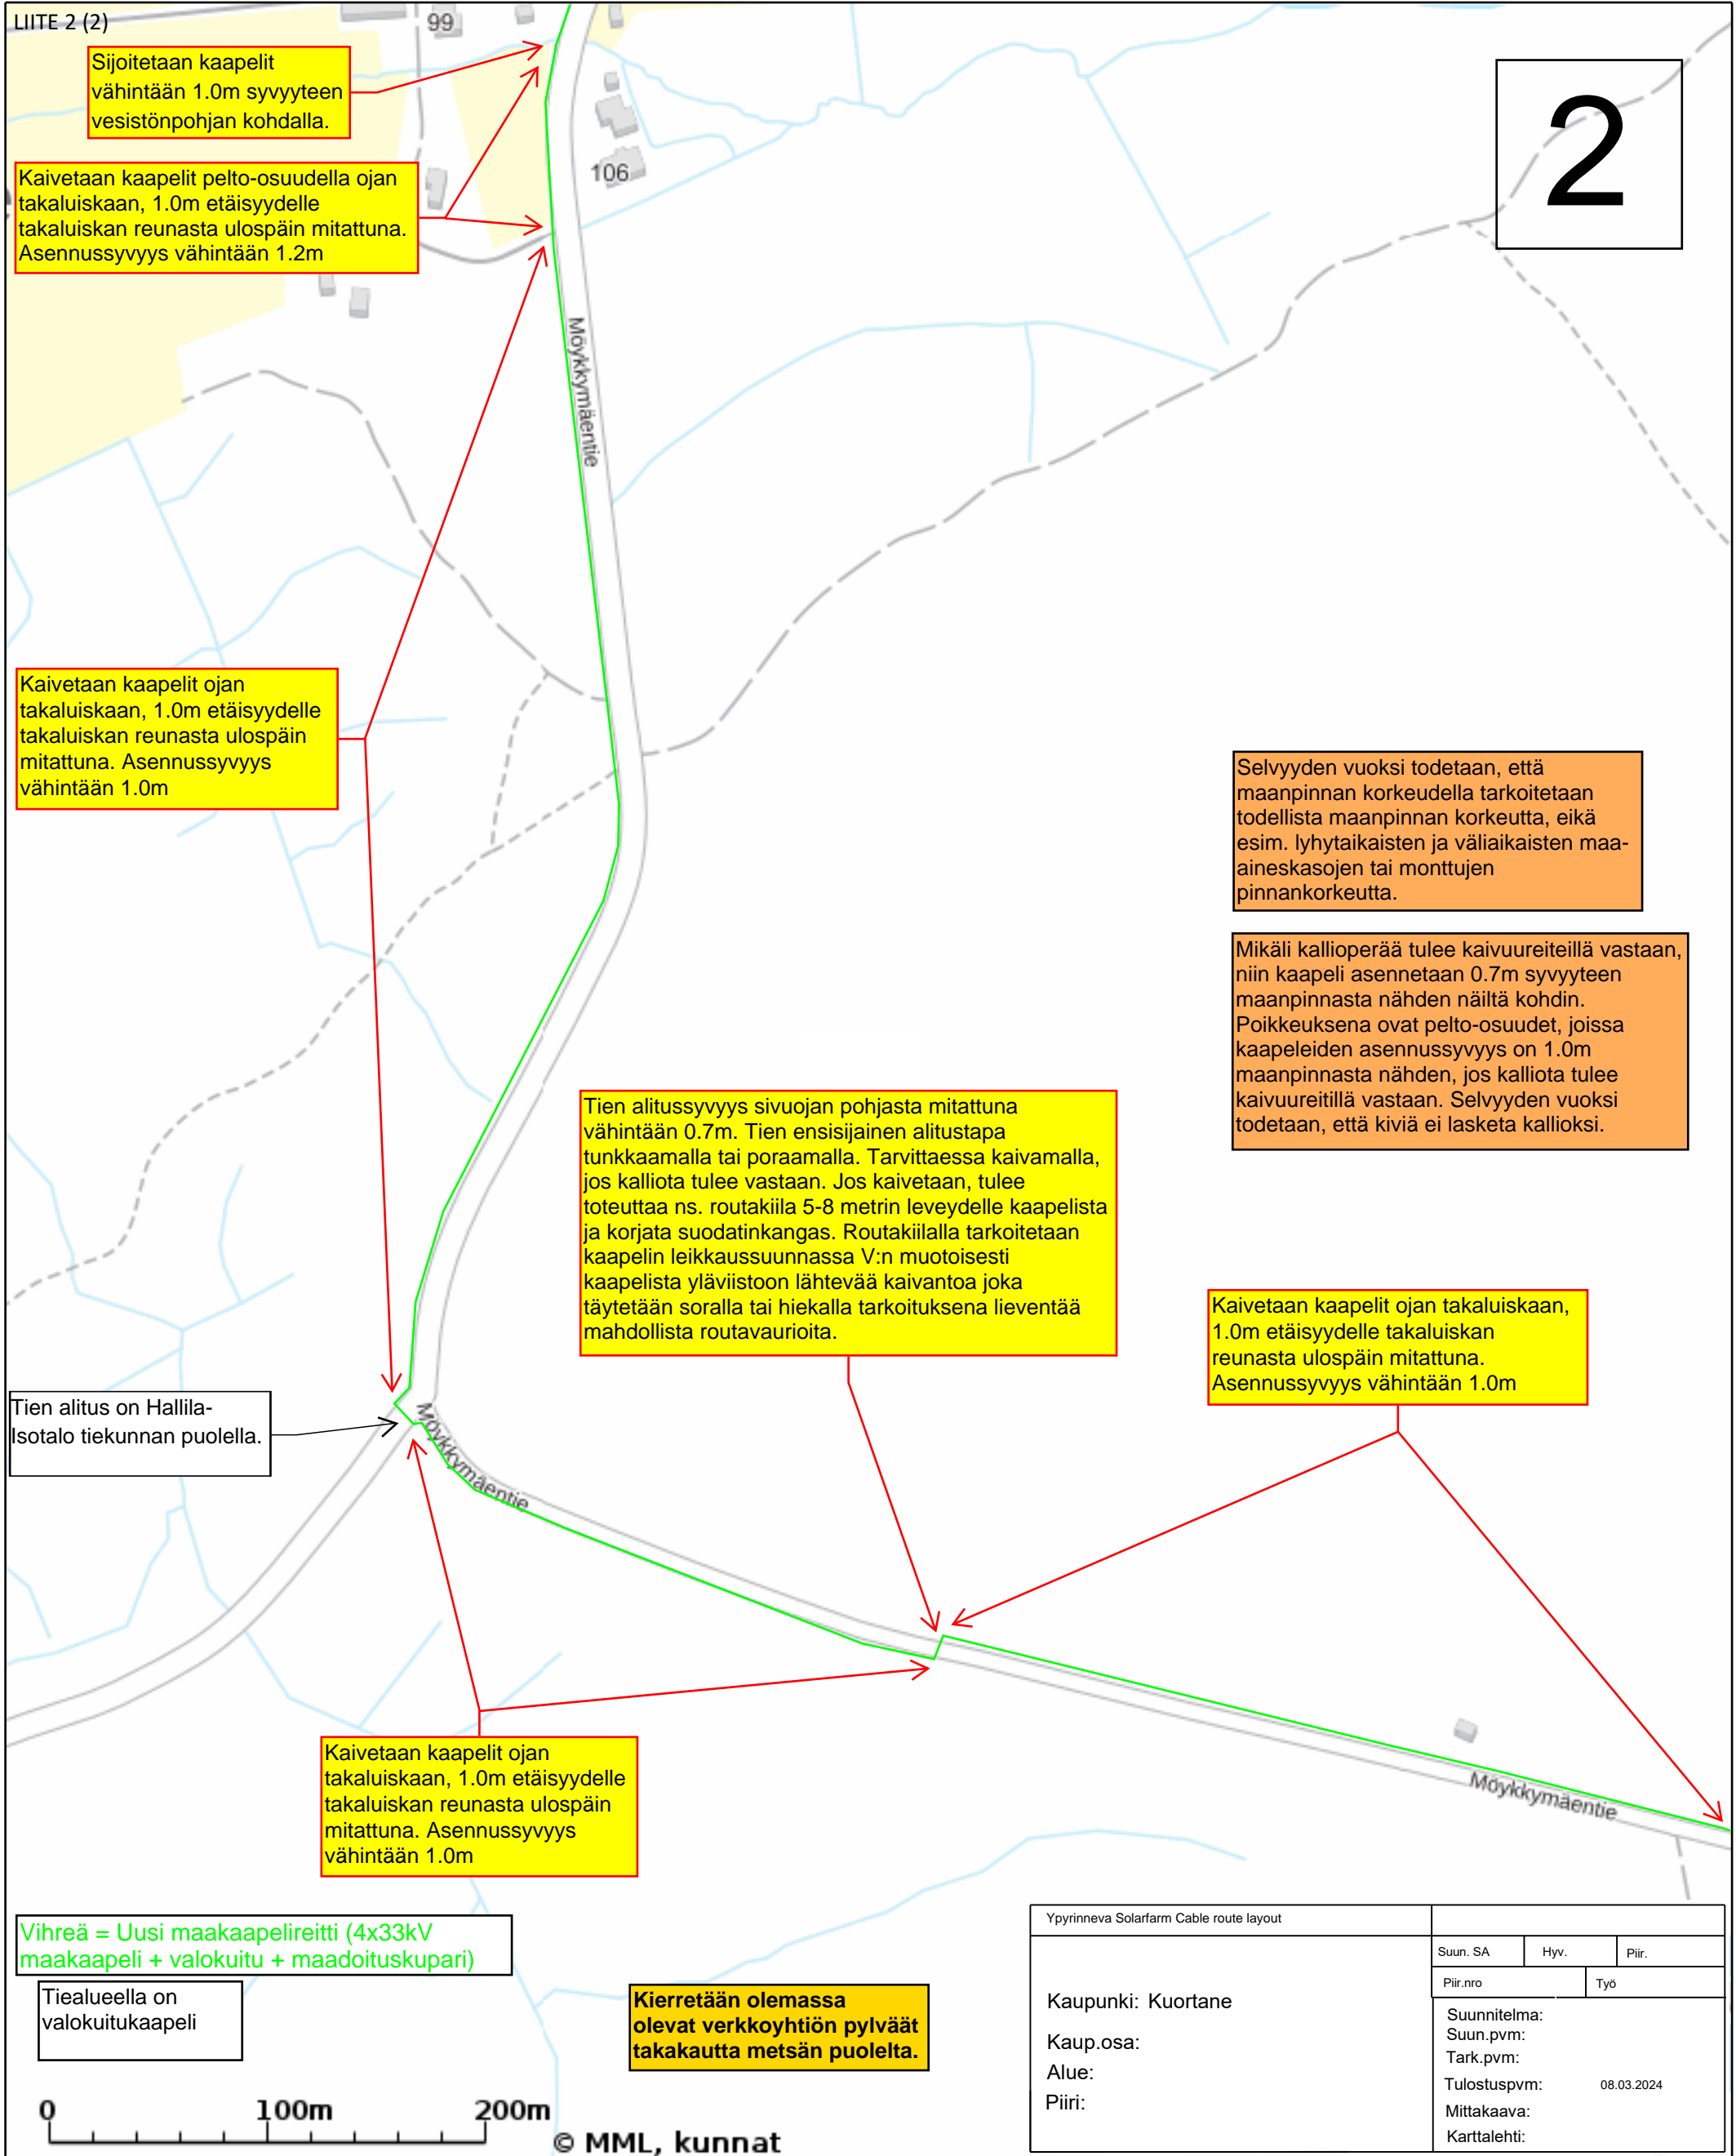 LIITE 2 (2)
99
Sijoitetaan kaapelit
vähintään 1.0m syvyyteen
vesistönpohjan kohdalla.
2
Kaivetaan kaapelit pelto-osuudella ojan
takaluiskaan, 1.0m etäisyydelle
takaluiskan reunasta ulospäin mitattuna.
Asennussyvyys vähintään 1.2m
106
Möykkymäentie
Kaivetaan kaapelit ojan
takaluiskaan, 1.0m etäisyydelle
takaluiskan reunasta ulospäin
mitattuna. Asennussyvyys
vähintään 1.0m
Selvyyden vuoksi todetaan, että
maanpinnan korkeudella tarkoitetaan
todellista maanpinnan korkeutta, eikä
esim. lyhytaikaisten ja väliaikaisten maa-
aineskasojen tai monttujen
pinnankorkeutta.
Mikäli kallioperää tulee kaivuureiteillä vastaan,
niin kaapeli asennetaan 0.7m syvyyteen
maanpinnasta nähden näiltä kohdin.
Poikkeuksena ovat pelto-osuudet, joissa
kaapeleiden asennussyvyys on 1.0m
maanpinnasta nähden, jos kalliota tulee
kaivuureitillä vastaan. Selvyyden vuoksi
todetaan, että kiviä ei lasketa kallioksi.
Tien alitussyvyys sivuojan pohjasta mitattuna
vähintään 0.7m. Tien ensisijainen alitustapa
tunkkaamalla tai poraamalla. Tarvittaessa kaivamalla,
jos kalliota tulee vastaan. Jos kaivetaan, tulee
toteuttaa ns. routakiila 5-8 metrin leveydelle kaapelista
ja korjata suodatinkangas. Routakiilalla tarkoitetaan
kaapelin leikkaussuunnassa V:n muotoisesti
kaapelista yläviistoon lähtevää kaivantoa joka
täytetään soralla tai hiekalla tarkoituksena lieventää
mahdollista routavaurioita.
Kaivetaan kaapelit ojan takaluiskaan,
1.0m etäisyydelle takaluiskan
reunasta ulospäin mitattuna.
Asennussyvyys vähintään 1.0m
Tien alitus on Hallila-
Isotalo tiekunnan puolella.
Möykkymäentie
Kaivetaan kaapelit ojan
takaluiskaan, 1.0m etäisyydelle
takaluiskan reunasta ulospäin
mitattuna. Asennussyvyys
vähintään 1.0m
Möykkymäentie
Vihreä = Uusi maakaapelireitti (4x33kV
maakaapeli + valokuitu + maadoituskupari)
Tiealueella on
valokuitukaapeli
Kierretään olemassa
olevat verkkoyhtiön pylväät
takakautta metsän puolelta.
0 100m 200m
© MML, kunnat
Ypyrinneva Solarfarm Cable route layout
Kaupunki: Kuortane
Kaup.osa:
Alue:
Piiri:
Suun. SA Hyv. Piir.
Piir.nro Työ
Suunnitelma:
Suun.pvm:
Tark.pvm:
Tulostuspvm: 08.03.2024
Mittakaava:
Karttalehti: